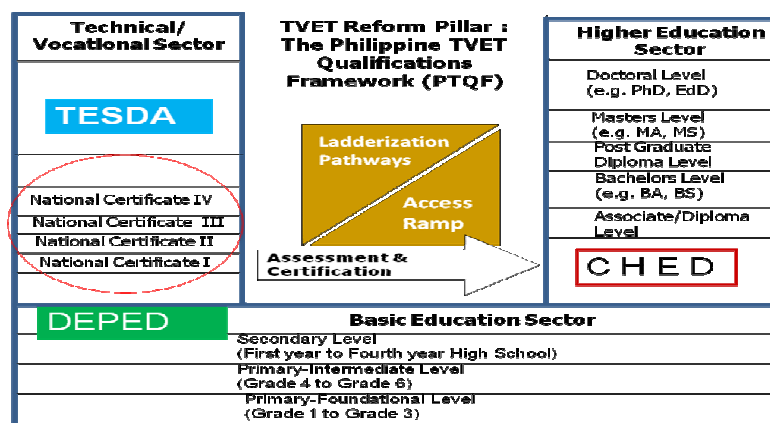 Technical/
Vocational Sector
TESDA
National Certificate IV
National Certificate III
National Certificate II
National Certificate I
TVET Reform Pillar :
The Philippine TVET
Qualifications
Framework (PTQF)
Ladderization
Pathways
Access
Ramp
Assessment &
Certification
Higher Education
Sector
Doctoral Level
(e.g. PhD, EdD)
Masters Level
(e.g. MA, MS)
Post Graduate
Diploma Level
Bachelors Level
(e.g. BA, BS)
Associate/Diploma
Level
CHED
DEPED
Basic Education Sector
Secondary Level
(First year to Fourth year High School)
Primary-Intermediate Level
(Grade 4 to Grade 6)
Primary-Foundational Level
(Grade 1 to Grade 3)